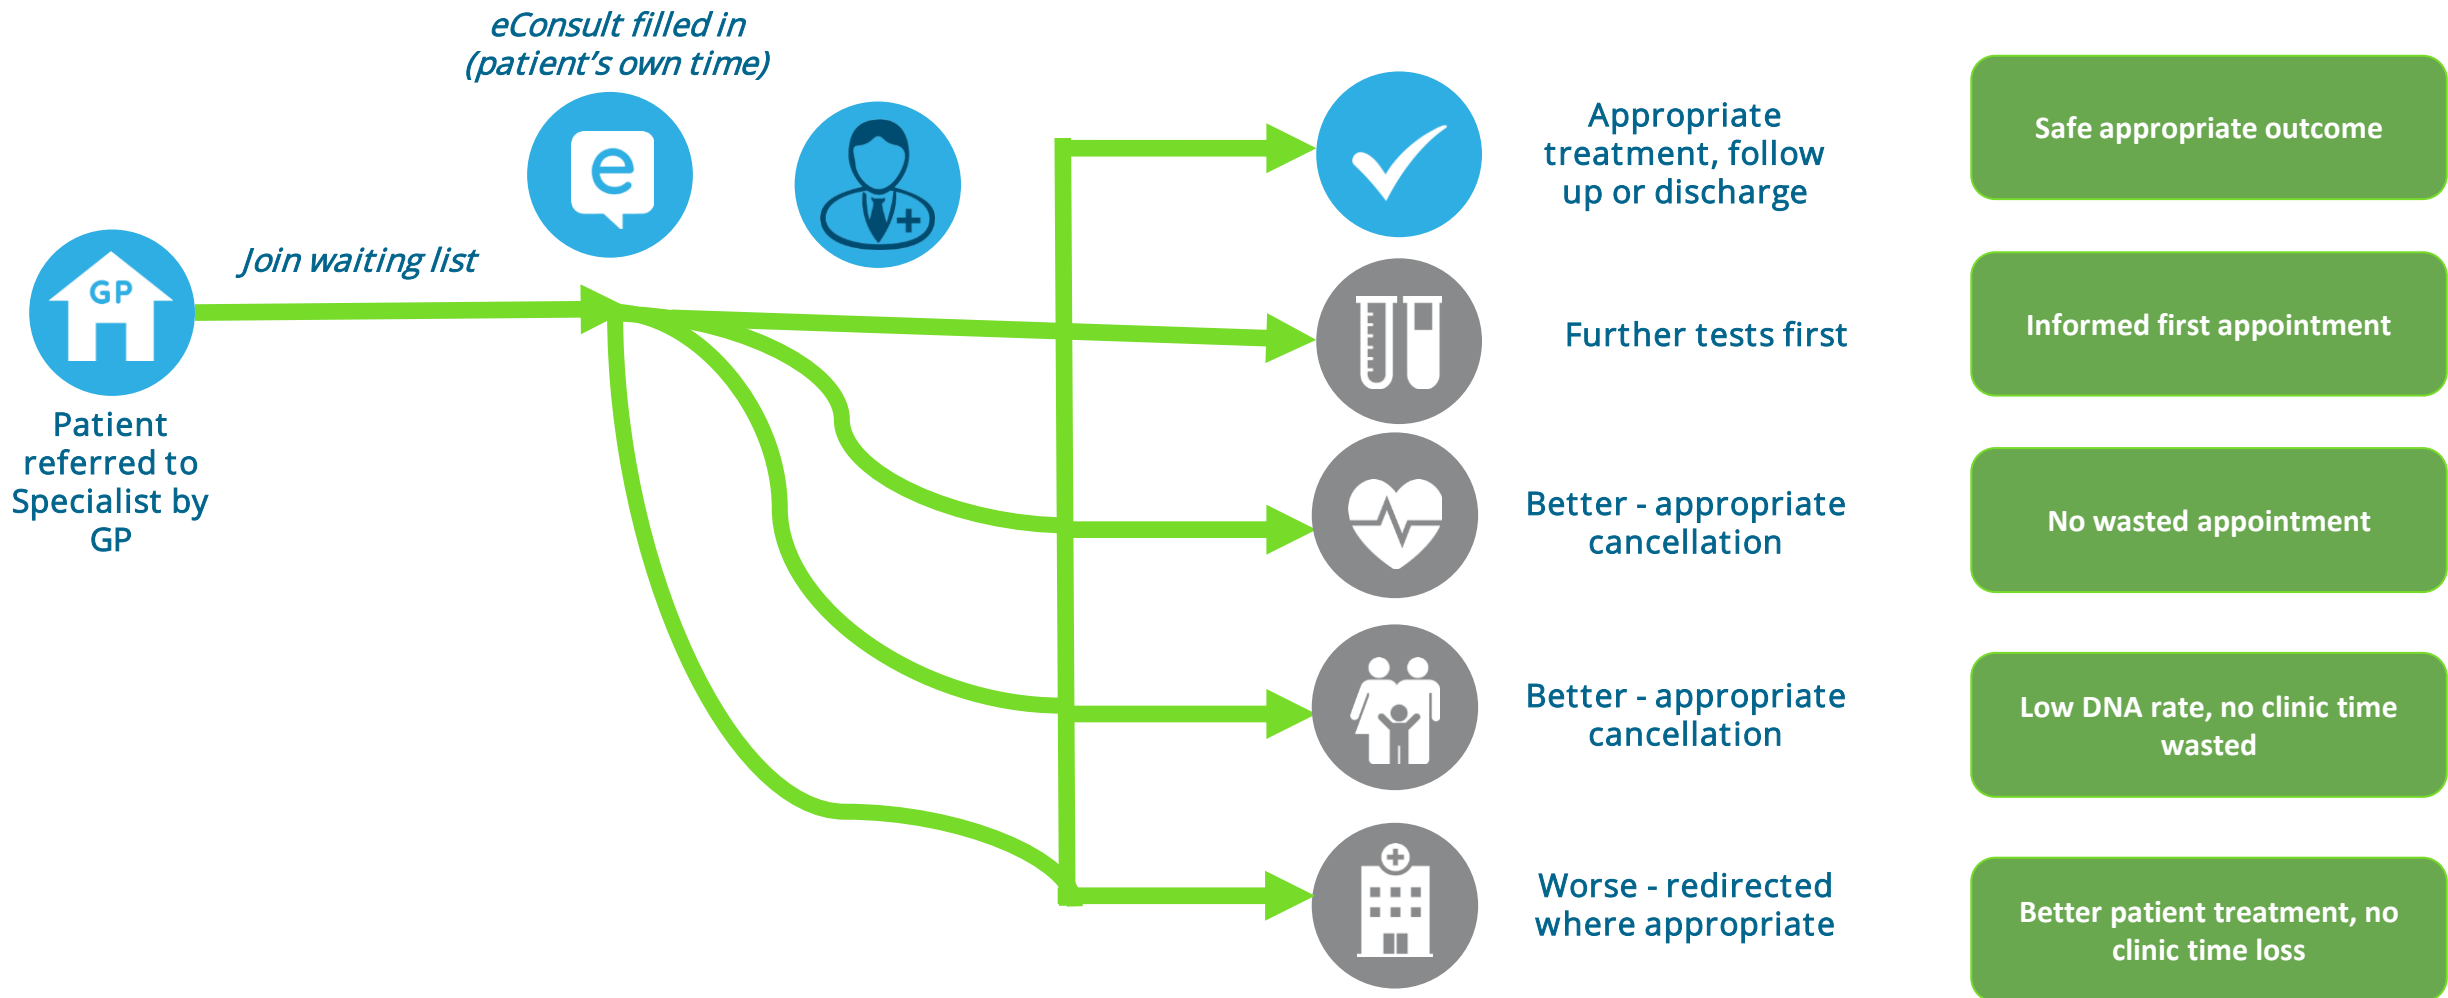 eConsult filled in
(patient’s own time)
e
GP
Join waiting list
Patient
referred to
Specialist by
GP
Appropriate
treatment, follow
up or discharge
Safe appropriate outcome
Further tests first
Informed first appointment
Better - appropriate
cancellation
No wasted appointment
Better - appropriate
cancellation
Low DNA rate, no clinic time
wasted
Worse - redirected
where appropriate
Better patient treatment, no
clinic time loss